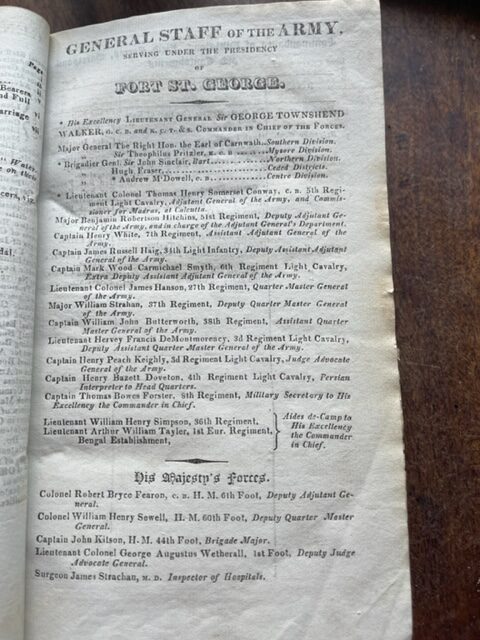 Page
Bearers
and Full
vi
arriage
vii
Water.
e on these
cers, viz.
GENERAL STAFF OF THE ARMY,
SERVING UNDER THE PRESIDENCY
OF
FORT ST. GEORGE.
* His Excellency LIEUTENANT GENERAL Sir GEORGE TOWNSHEND
WALKER, G. C. B. and K. C. T. & S. COMMANDER IN CHIEF OF THE FORCES.
Major General The Right Hon. the Earl of Carnwath..Southern Division.
Sir Theophilus Pritzler, K. C. B. ........Mysore Division.
* Brigadier Genl. Sir John Sinclair, Bart..............Northern Division.
" " Hugh Fraser,.....................Ceded Districts.
" * Andrew McDowell, C. B. ............Centre Division.
* Lieutenant Colonel Thomas Henry Somerset Conway, C. B. 5th Regi-
ment Light Cavalry, Adjutant General of the Army, and Commis-
sioner for Madras, at Calcutta.
Major Benjamin Robertson Hitchins, 51st Regiment, Deputy Adjutant Ge-
neral of the Army, and in charge of the Adjutant General's Department.
Captain Henry White, 7th Regiment, Assistant Adjutant General of the
Army.
Captain James Russell Haig, 34th Light Infantry, Deputy Assistant Adjutant
General of the Army.
Captain Mark Wood Carmichael Smyth, 6th Regiment Light Cavalry,
Extra Deputy Assistant Adjutant General of the Army.
Lieutenant Colonel James Hanson, 27th Regiment, Quarter Master General
of the Army.
Major William Strahan, 37th Regiment, Deputy Quarter Master General
of the Army.
Captain William John Butterworth, 38th Regiment, Assistant Quarter
Master General of the Army.
Lieutenant Hervey Francis DeMontmorency, 3d Regiment Light Cavalry,
Deputy Assistant Quarter Master General of the Army.
Captain Henry Peach Keighly, 3d Regiment Light Cavalry, Judge Advocate
General of the Army.
Captain Henry Bazett Doveton, 4th Regiment Light Cavalry, Persian
Interpreter to Head Quarters.
Captain Thomas Bowes Forster, 8th Regiment, Military Secretary to His
Excellency the Commander in Chief.
Lieutenant William Henry Simpson, 36th Regiment,
Lieutenant Arthur William Tayler, 1st Eur. Regiment,
Bengal Establishment,
Aides de-Camp to
His Excellency
the Commander
in Chief.
His Majesty's Forces.
Colonel Robert Bryce Fearon, C. B. H. M. 6th Foot, Deputy Adjutant Ge-
neral.
Colonel William Henry Sewell, H. M. 60th Foot, Deputy Quarter Master
General.
Captain John Kitson, H. M. 44th Foot, Brigade Major.
Lieutenant Colonel George Augustus Wetherall, 1st Foot, Deputy Judge
Advocate General.
Surgeon James Strachan, M. D. Inspector of Hospitals.